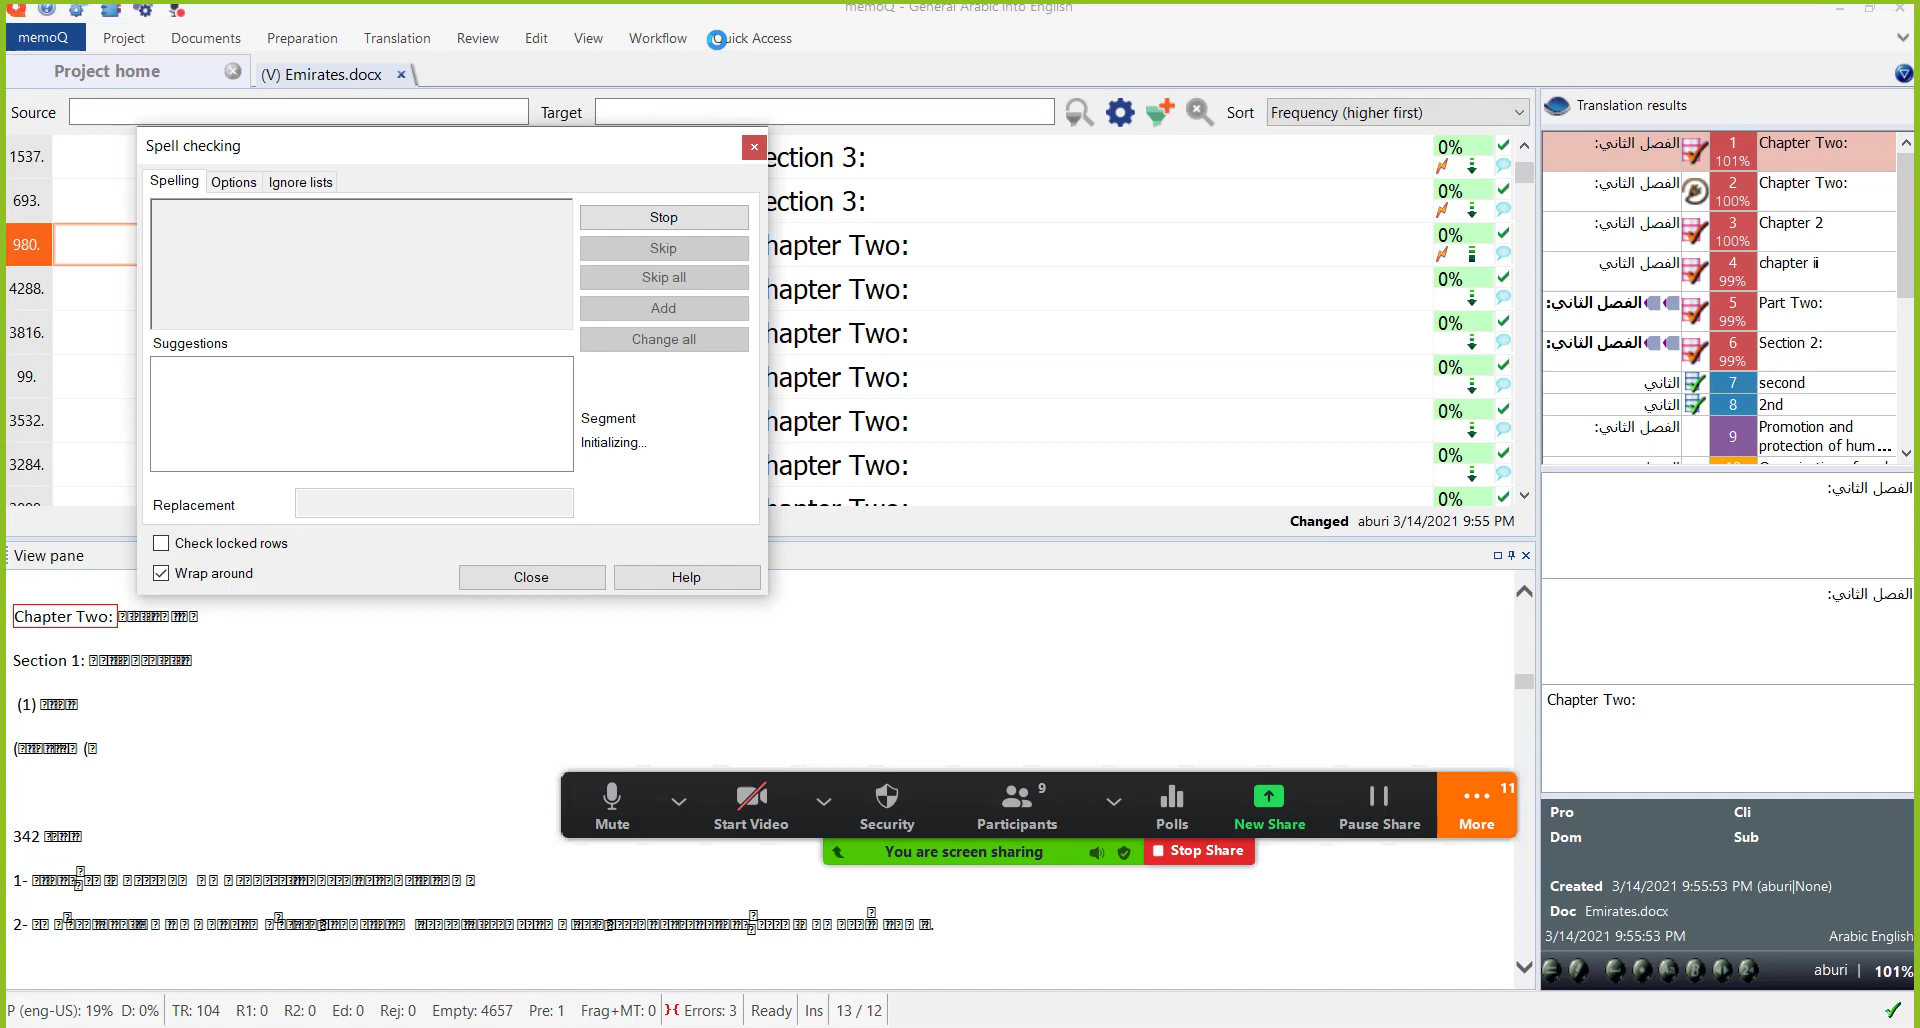 memoQ - General Arabic into English
memoQ Project Documents Preparation Translation Review Edit View Workflow Quick Access
Project home (V) Emirates.docx
Source Target Sort Frequency (higher first)
Translation results
Spell checking
Spelling Options Ignore lists
Stop
Skip
Skip all
Add
Change all
Suggestions
Segment
Initializing...
Replacement
Check locked rows
Wrap around
Close Help
1537. ection 3: 0%
693. ection 3: 0%
980. hapter Two: 0%
4288. hapter Two: 0%
3816. hapter Two: 0%
99. hapter Two: 0%
3532. hapter Two: 0%
3284. hapter Two: 0%
0%
Changed aburi 3/14/2021 9:55 PM
الفصل الثاني: 1 101% Chapter Two:
الفصل الثاني: 2 100% Chapter Two:
الفصل الثاني: 3 100% Chapter 2
الفصل الثاني 4 99% chapter ii
الفصل الثاني: 5 99% Part Two:
الفصل الثاني: 6 99% Section 2:
الثاني 7 second
الثاني 8 2nd
الفصل الثاني: 9 Promotion and
protection of hum...
الفصل الثاني:
الفصل الثاني:
Chapter Two:
View pane
Chapter Two:
Section 1:
(1)
342
1-
2-
Mute Start Video Security Participants 9 Polls New Share Pause Share More 11
You are screen sharing Stop Share
Pro Cli
Dom Sub
Created 3/14/2021 9:55:53 PM (aburi|None)
Doc Emirates.docx
3/14/2021 9:55:53 PM Arabic English
aburi | 101%
P (eng-US): 19% D: 0% TR: 104 R1: 0 R2: 0 Ed: 0 Rej: 0 Empty: 4657 Pre: 1 Frag+MT: 0 Errors: 3 Ready Ins 13 / 12